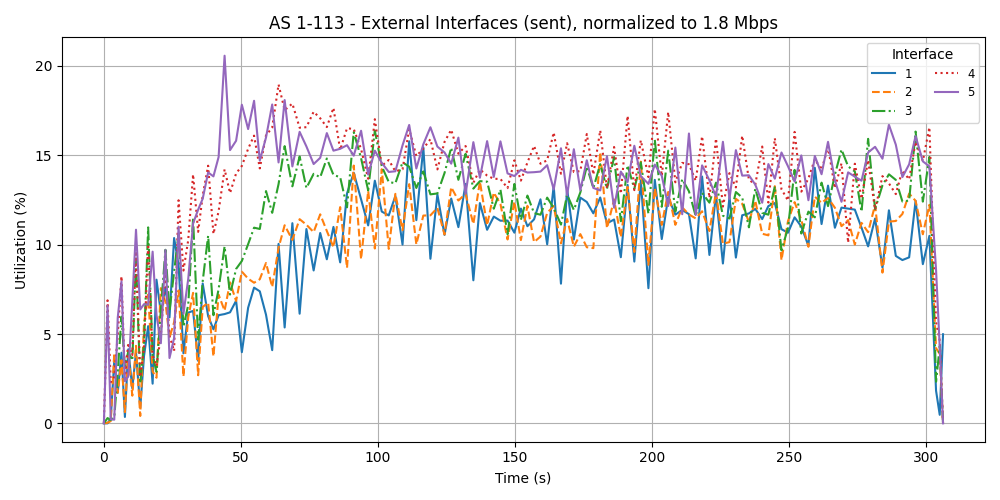 AS 1-113 - External Interfaces (sent), normalized to 1.8 Mbps
Utilization (%)
20
15
10
5
0
0 50 100 150 200 250 300
Time (s)
Interface
1 4
2 5
3